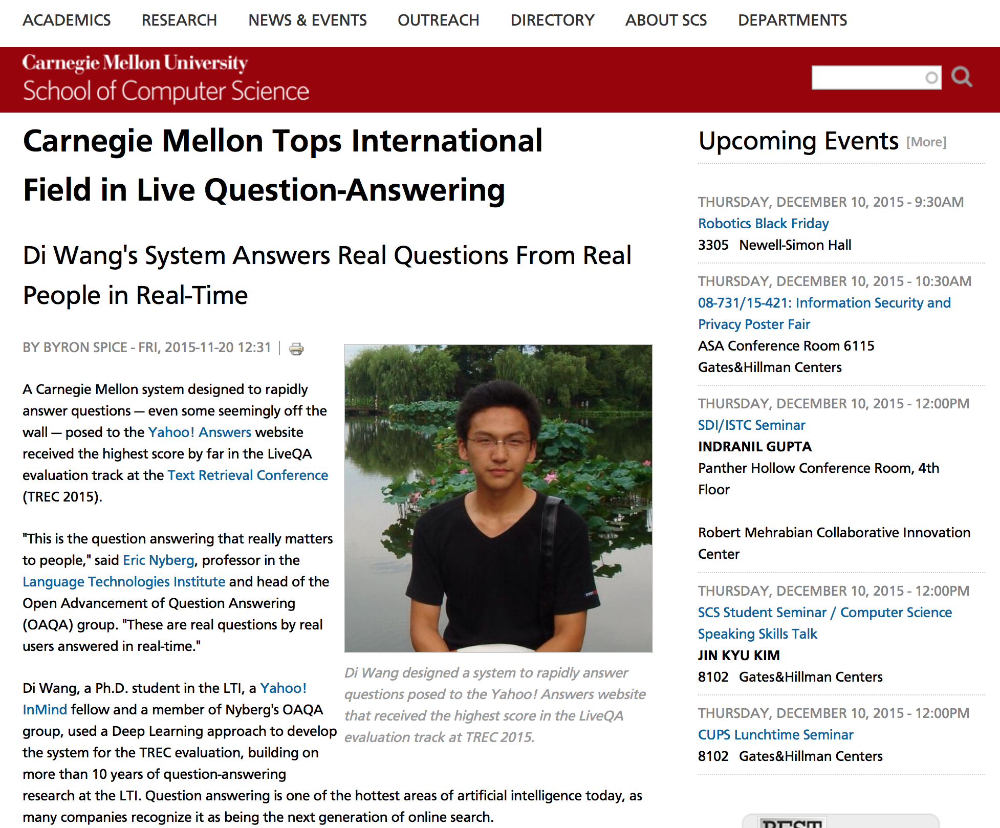 ACADEMICS RESEARCH NEWS & EVENTS OUTREACH DIRECTORY ABOUT SCS DEPARTMENTS
Carnegie Mellon University
School of Computer Science
Carnegie Mellon Tops International
Field in Live Question-Answering
Di Wang's System Answers Real Questions From Real
People in Real-Time
BY BYRON SPICE - FRI, 2015-11-20 12:31
A Carnegie Mellon system designed to rapidly
answer questions — even some seemingly off the
wall — posed to the Yahoo! Answers website
received the highest score by far in the LiveQA
evaluation track at the Text Retrieval Conference
(TREC 2015).
"This is the question answering that really matters
to people," said Eric Nyberg, professor in the
Language Technologies Institute and head of the
Open Advancement of Question Answering
(OAQA) group. "These are real questions by real
users answered in real-time."
Di Wang, a Ph.D. student in the LTI, a Yahoo!
InMind fellow and a member of Nyberg's OAQA
group, used a Deep Learning approach to develop
the system for the TREC evaluation, building on
more than 10 years of question-answering
research at the LTI. Question answering is one of the hottest areas of artificial intelligence today, as
many companies recognize it as being the next generation of online search.
Di Wang designed a system to rapidly answer
questions posed to the Yahoo! Answers website
that received the highest score in the LiveQA
evaluation track at TREC 2015.
Upcoming Events [More]
THURSDAY, DECEMBER 10, 2015 - 9:30AM
Robotics Black Friday
3305 Newell-Simon Hall
THURSDAY, DECEMBER 10, 2015 - 10:30AM
08-731/15-421: Information Security and
Privacy Poster Fair
ASA Conference Room 6115
Gates&Hillman Centers
THURSDAY, DECEMBER 10, 2015 - 12:00PM
SDI/ISTC Seminar
INDRANIL GUPTA
Panther Hollow Conference Room, 4th
Floor
Robert Mehrabian Collaborative Innovation
Center
THURSDAY, DECEMBER 10, 2015 - 12:00PM
SCS Student Seminar / Computer Science
Speaking Skills Talk
JIN KYU KIM
8102 Gates&Hillman Centers
THURSDAY, DECEMBER 10, 2015 - 12:00PM
CUPS Lunchtime Seminar
8102 Gates&Hillman Centers
BEST